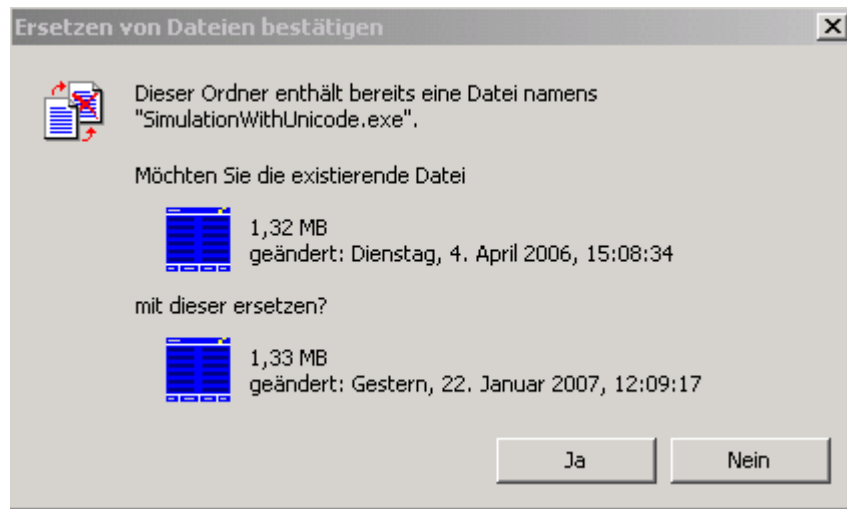 Ersetzen von Dateien bestätigen
Dieser Ordner enthält bereits eine Datei namens
"SimulationWithUnicode.exe".
Möchten Sie die existierende Datei
1,32 MB
geändert: Dienstag, 4. April 2006, 15:08:34
mit dieser ersetzen?
1,33 MB
geändert: Gestern, 22. Januar 2007, 12:09:17
Ja Nein